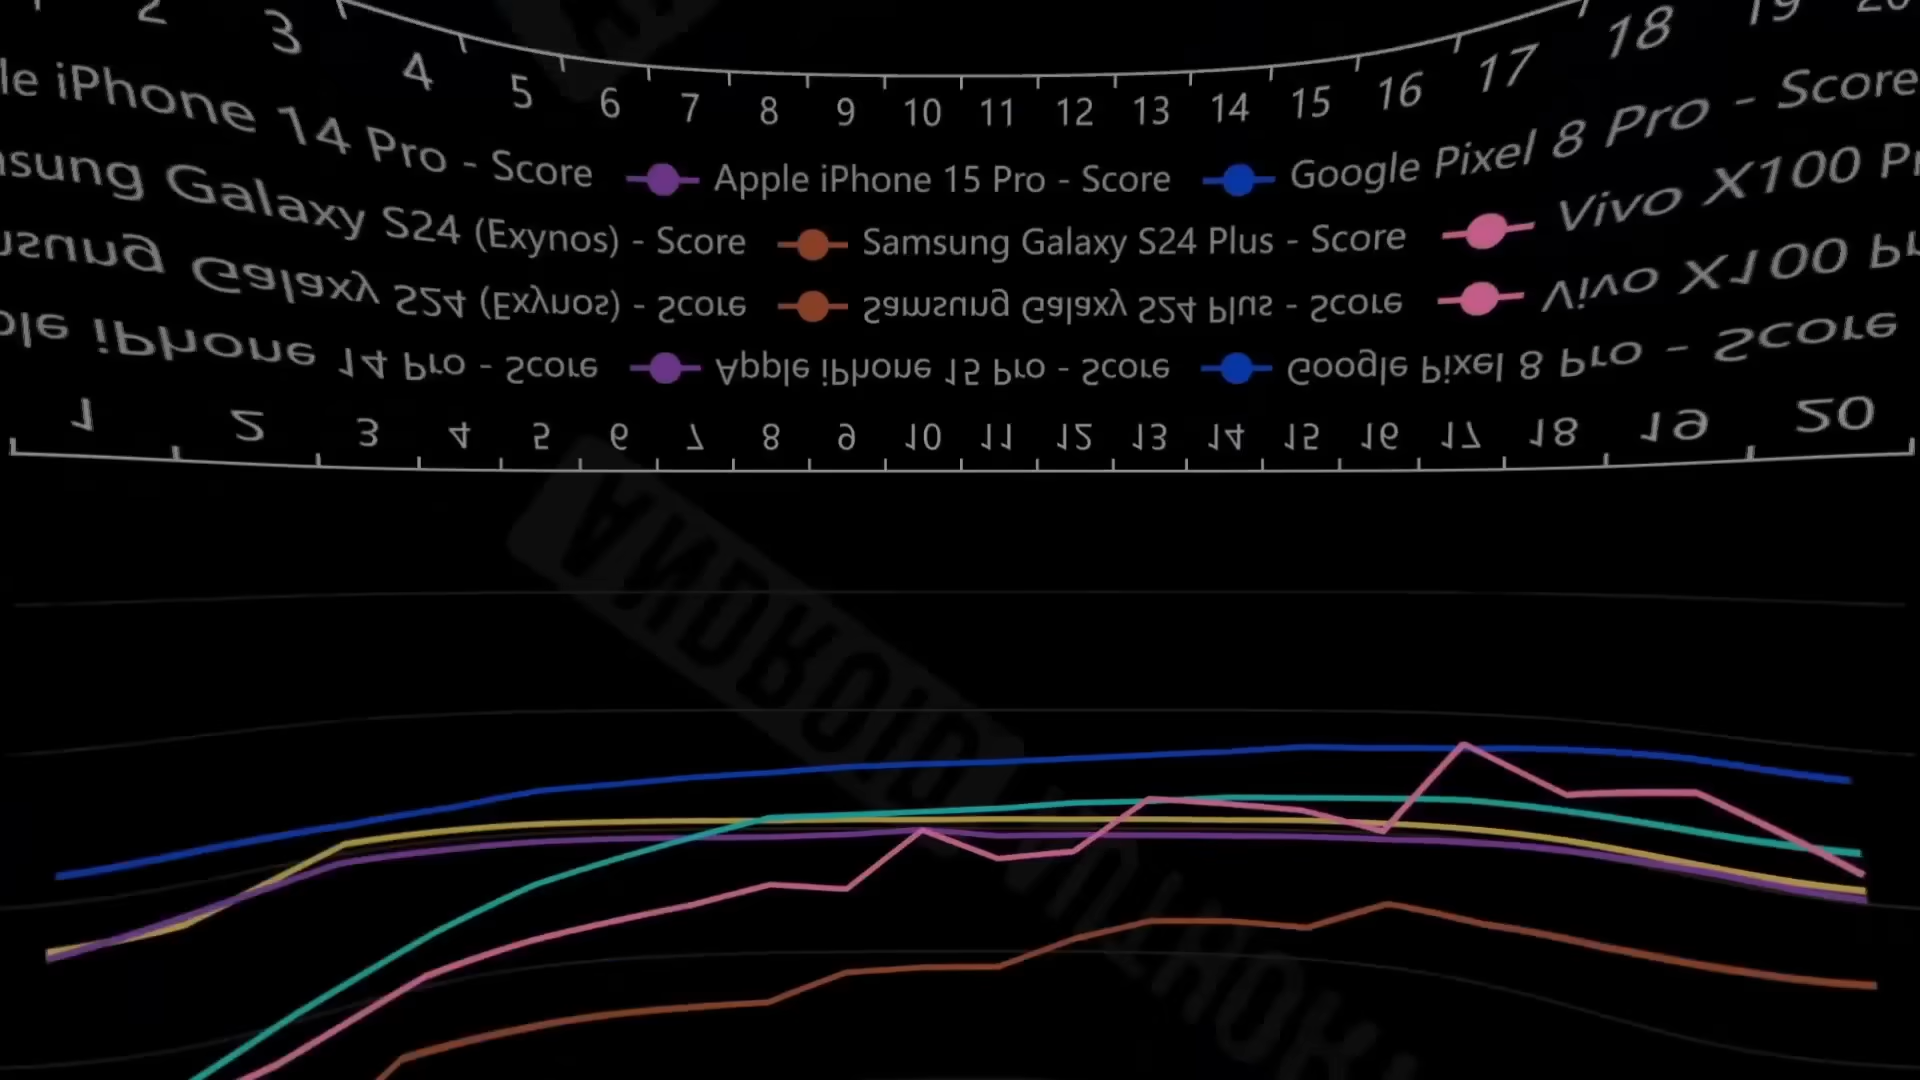 2 3 4 5 6 7 8 9 10 11 12 13 14 15 16 17 18 19 20
iPhone 14 Pro - Score Apple iPhone 15 Pro - Score Google Pixel 8 Pro - Score
Galaxy S24 (Exynos) - Score Samsung Galaxy S24 Plus - Score Vivo X100
Galaxy S24 (Exynos) - Score Samsung Galaxy S24 Plus - Score Vivo X100
iPhone 14 Pro - Score Apple iPhone 15 Pro - Score Google Pixel 8 Pro - Score
1 2 3 4 5 6 7 8 9 10 11 12 13 14 15 16 17 18 19 20
ANDROID